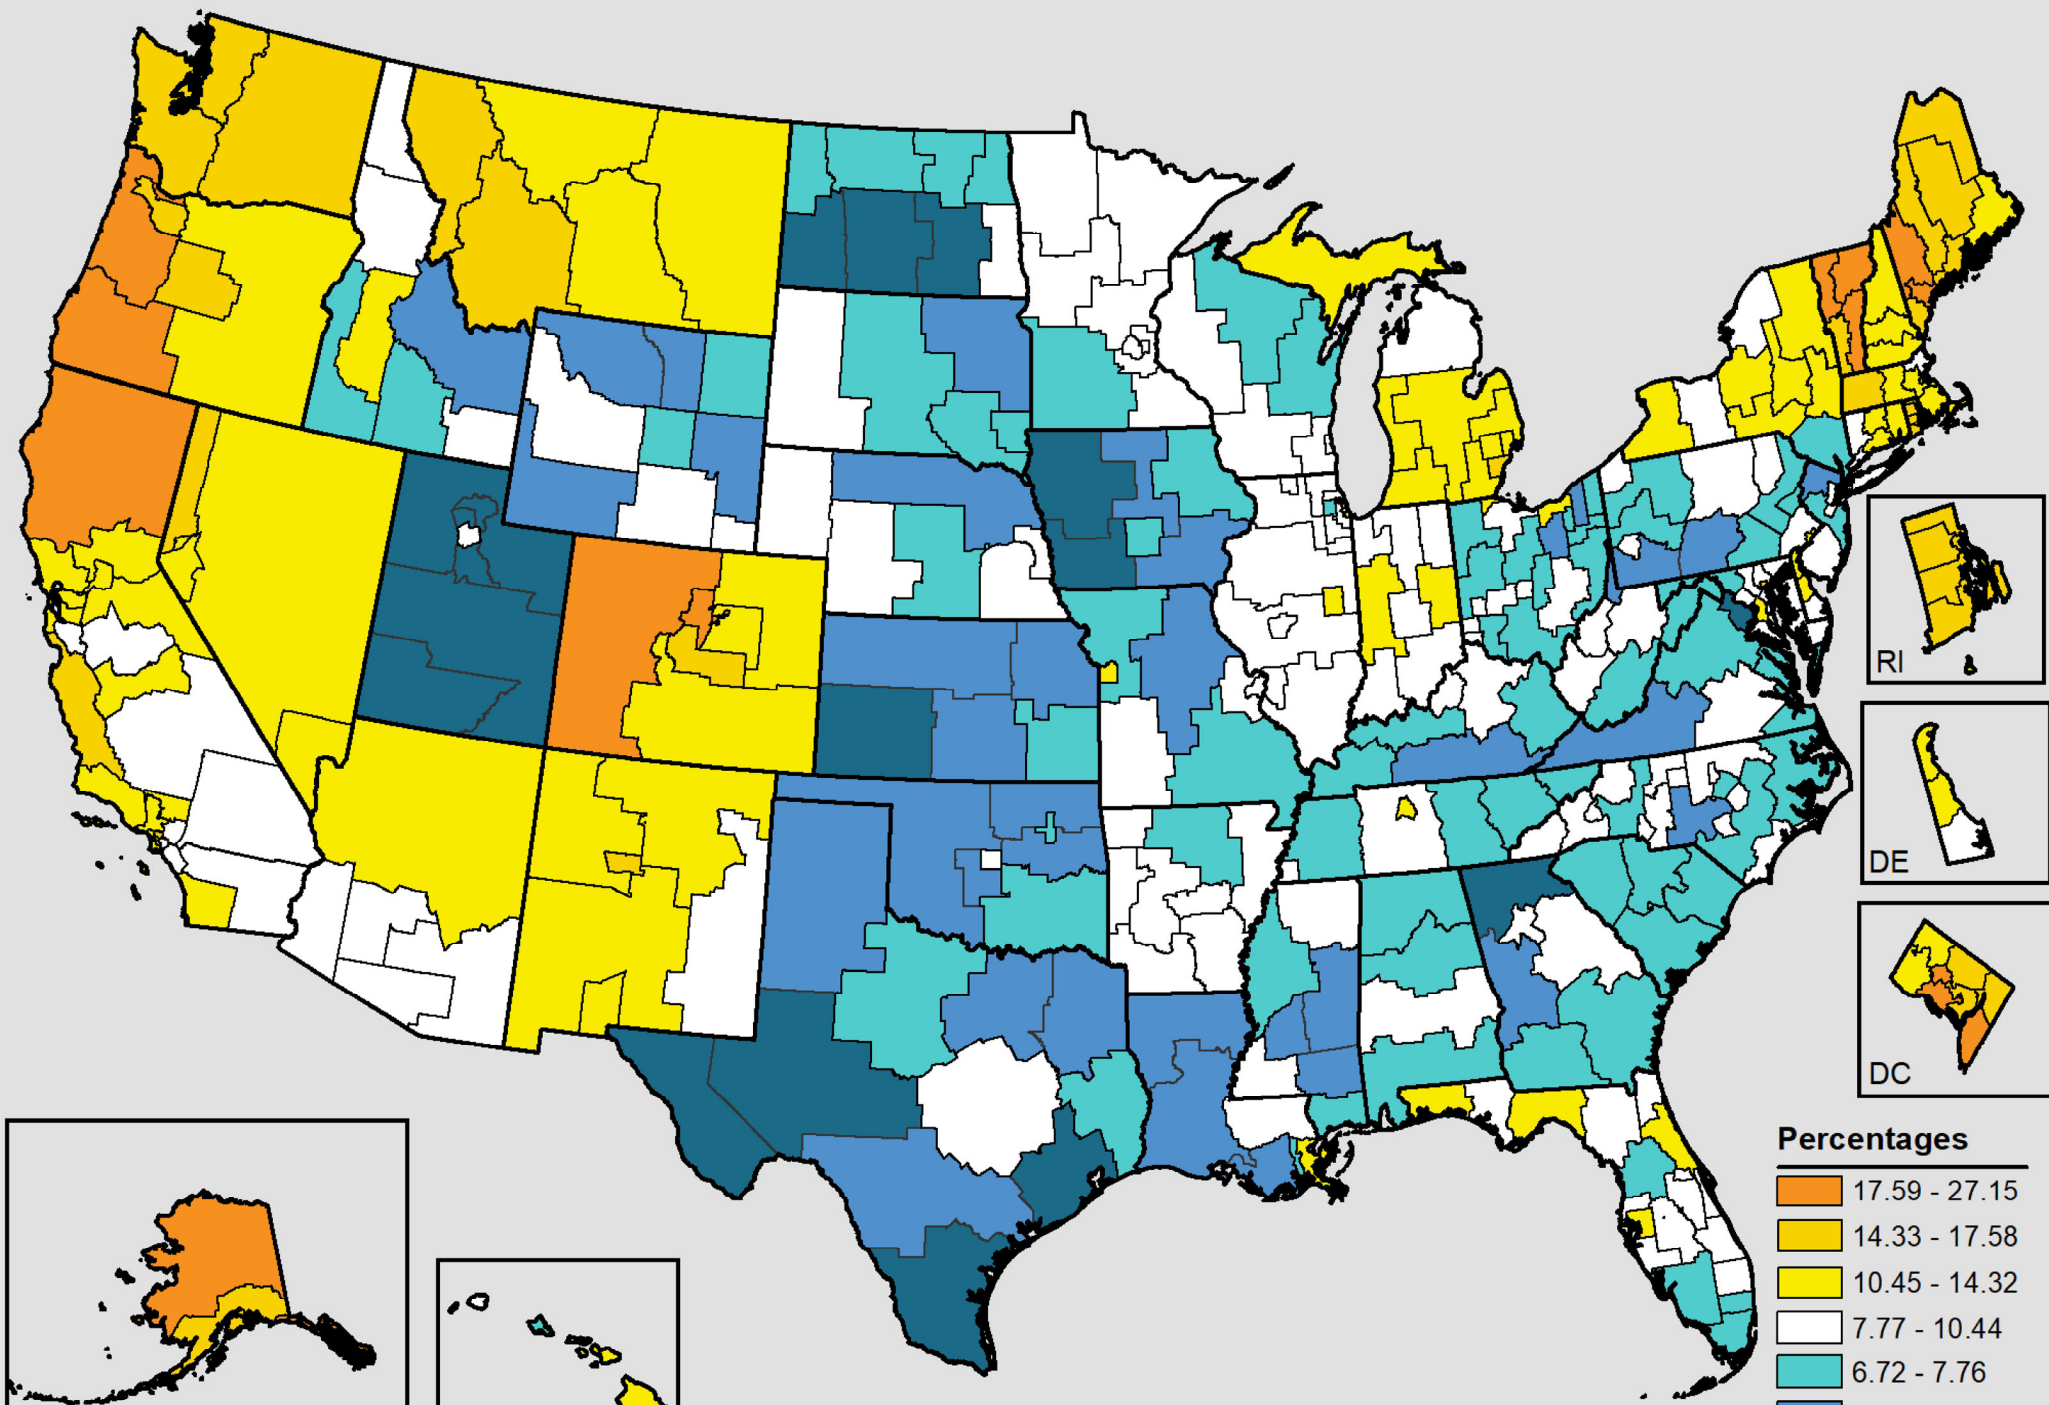 RI
DE
DC
Percentages
17.59 - 27.15
14.33 - 17.58
10.45 - 14.32
7.77 - 10.44
6.72 - 7.76